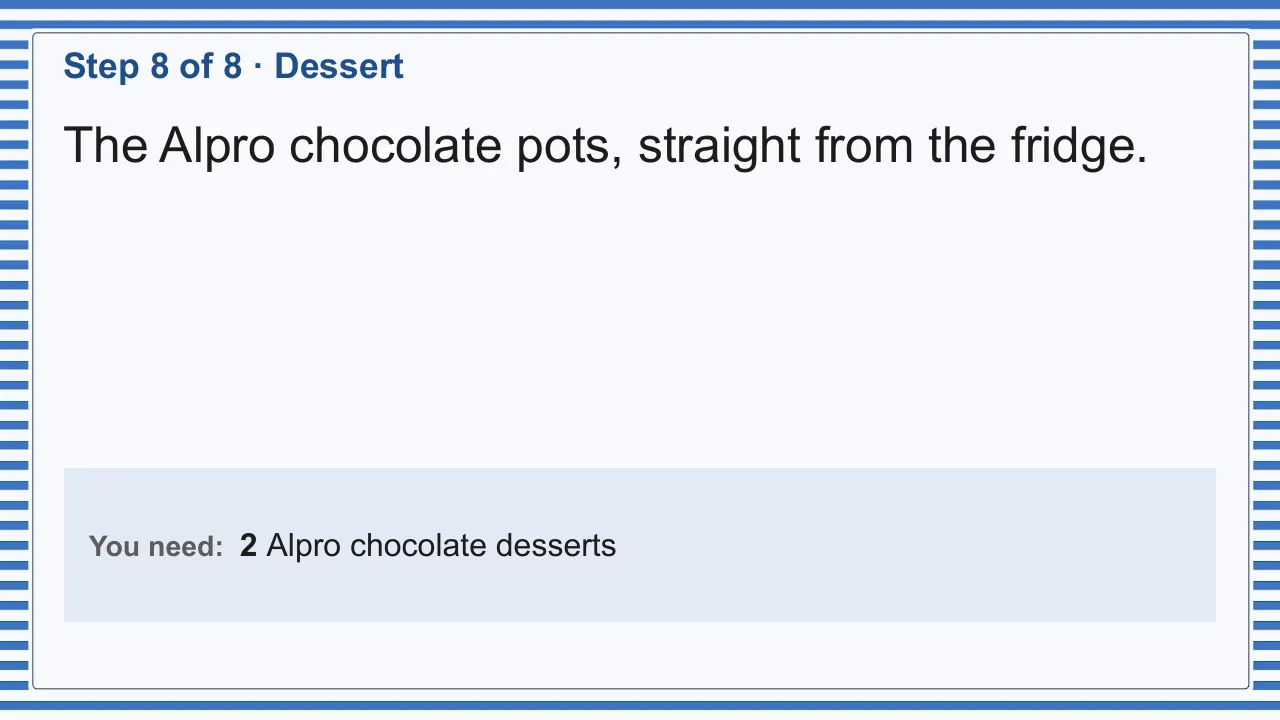 Step 8 of 8 · Dessert
The Alpro chocolate pots, straight from the fridge.
You need: 2 Alpro chocolate desserts